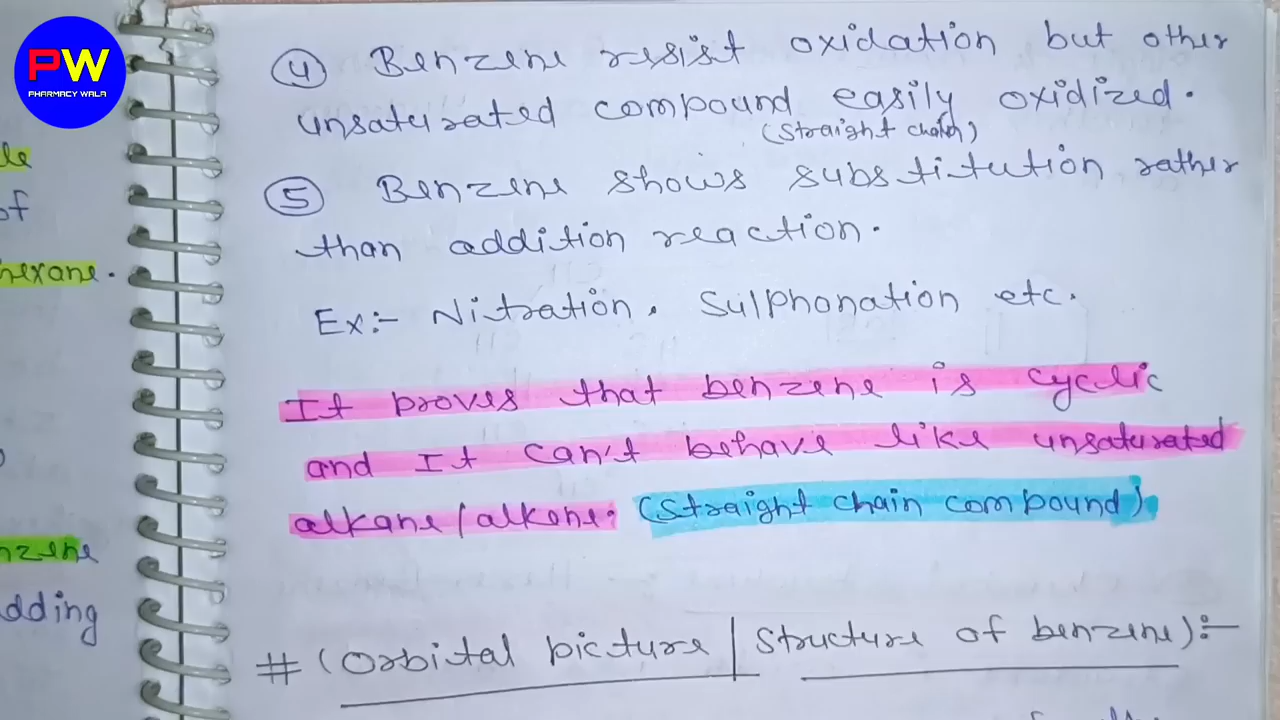 PW
PHARMACY WALA
le
of
hexane.
nzene
dding
④ Benzene resist oxidation but other
unsaturated compound easily oxidized.
(straight chain)
⑤ Benzene shows substitution rather
than addition reaction.
Ex:- Nitration, Sulphonation etc.
It proves that benzene is cyclic
and It can't behave like unsaturated
alkane/alkene. (straight chain compound).
# (Orbital picture | structure of benzene):-